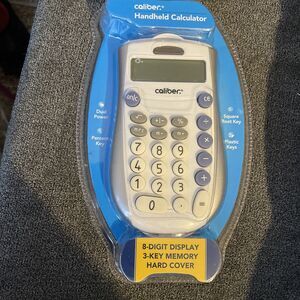 caliber.
Handheld Calculator
caliber.
on/c
CE
Dual
Power
Percent
Key
Square
Root Key
Plastic
Keys
7 8 9
4 5 6
1 2 3
0 .
8-DIGIT DISPLAY
3-KEY MEMORY
HARD COVER